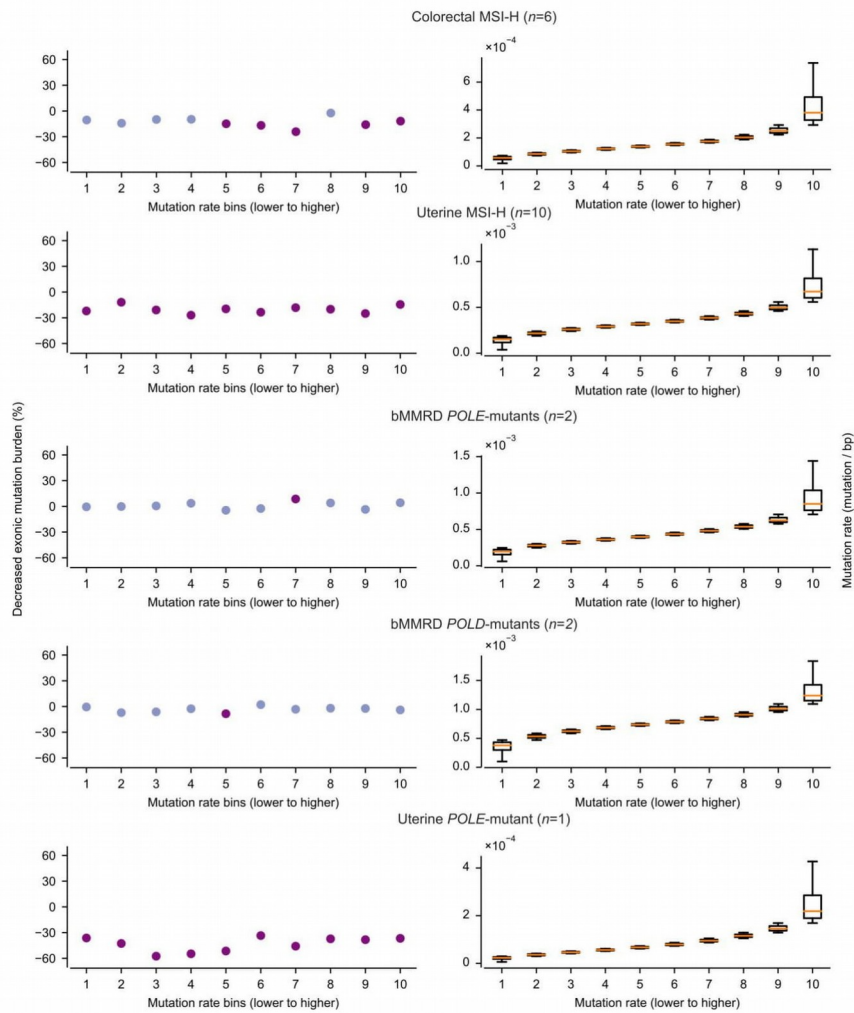 Colorectal MSI-H (n=6)
60
30
0
−30
−60
1 2 3 4 5 6 7 8 9 10
Mutation rate bins (lower to higher)
×10⁻⁴
6
4
2
0
1 2 3 4 5 6 7 8 9 10
Mutation rate (lower to higher)
Uterine MSI-H (n=10)
60
30
0
−30
−60
1 2 3 4 5 6 7 8 9 10
Mutation rate bins (lower to higher)
×10⁻³
1.0
0.5
0.0
1 2 3 4 5 6 7 8 9 10
Mutation rate (lower to higher)
Decreased exonic mutation burden (%)
Mutation rate (mutation / bp)
bMMRD POLE-mutants (n=2)
60
30
0
−30
−60
1 2 3 4 5 6 7 8 9 10
Mutation rate bins (lower to higher)
×10⁻³
1.5
1.0
0.5
0.0
1 2 3 4 5 6 7 8 9 10
Mutation rate (lower to higher)
bMMRD POLD-mutants (n=2)
60
30
0
−30
−60
1 2 3 4 5 6 7 8 9 10
Mutation rate bins (lower to higher)
×10⁻³
1.5
1.0
0.5
0.0
1 2 3 4 5 6 7 8 9 10
Mutation rate (lower to higher)
Uterine POLE-mutant (n=1)
60
30
0
−30
−60
1 2 3 4 5 6 7 8 9 10
Mutation rate bins (lower to higher)
×10⁻⁴
4
2
0
1 2 3 4 5 6 7 8 9 10
Mutation rate (lower to higher)